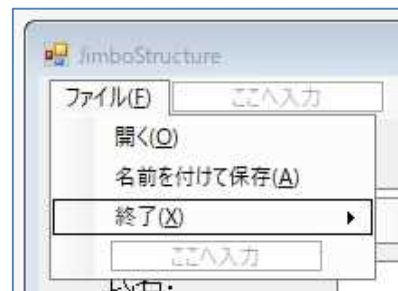 JimboStructure
ファイル(F) ここへ入力
開く(O)
名前を付けて保存(A)
終了(X)
ここへ入力